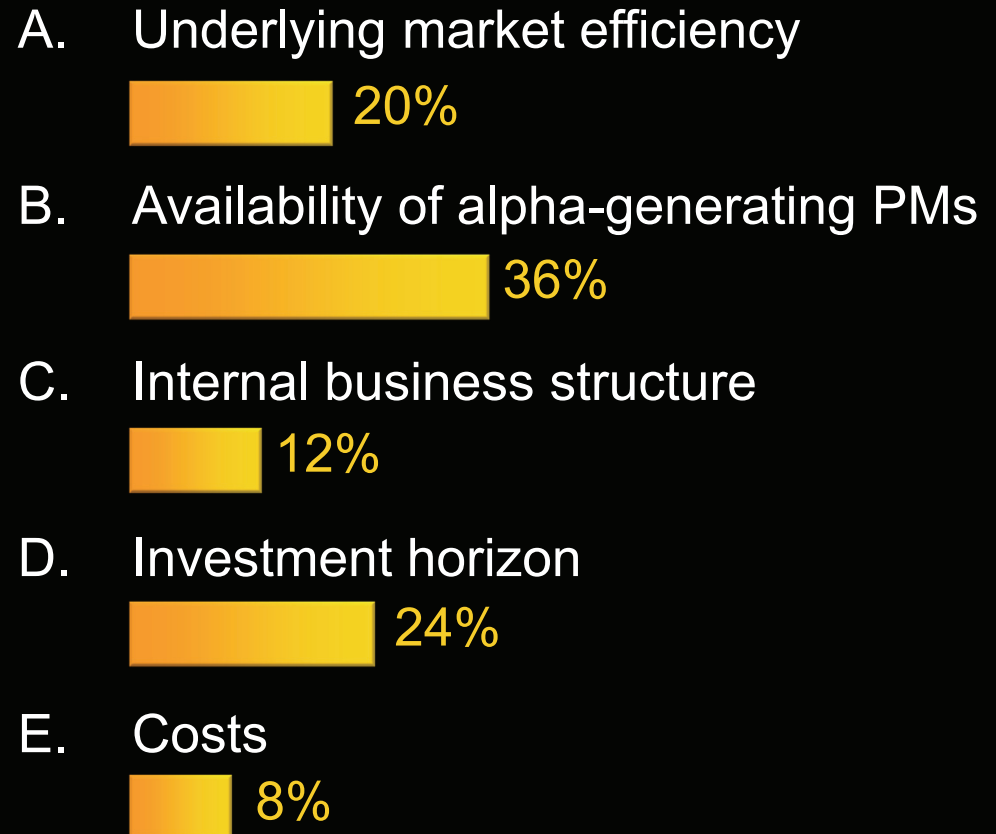 A. Underlying market efficiency
20%
B. Availability of alpha-generating PMs
36%
C. Internal business structure
12%
D. Investment horizon
24%
E. Costs
8%